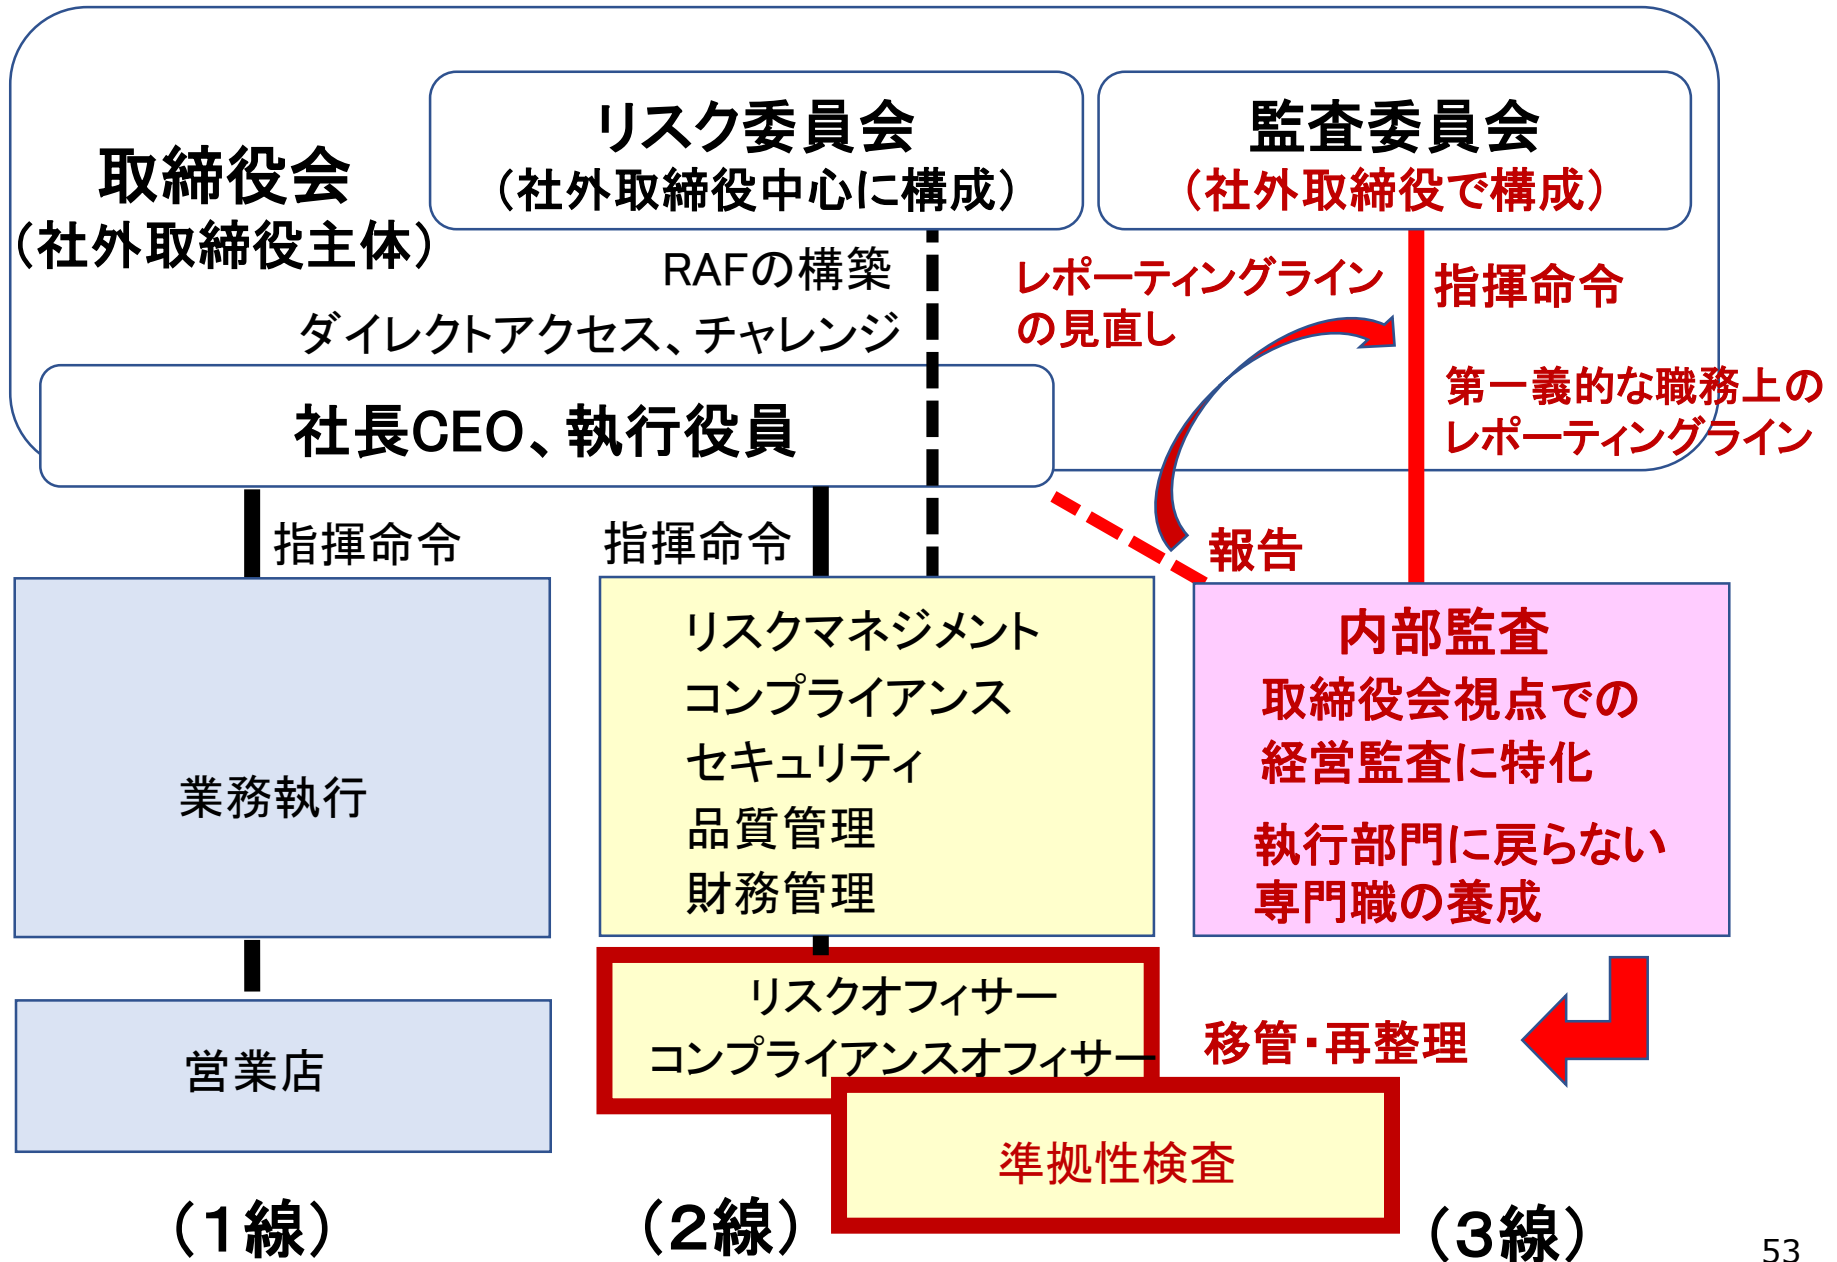 取締役会
（社外取締役主体）
リスク委員会
（社外取締役中心に構成）
監査委員会
（社外取締役で構成）
RAFの構築
ダイレクトアクセス、チャレンジ
レポーティングライン
の見直し
指揮命令
第一義的な職務上の
レポーティングライン
社長CEO、執行役員
指揮命令
指揮命令
報告
業務執行
リスクマネジメント
コンプライアンス
セキュリティ
品質管理
財務管理
内部監査
取締役会視点での
経営監査に特化
執行部門に戻らない
専門職の養成
営業店
リスクオフィサー
コンプライアンスオフィサー
移管・再整理
準拠性検査
（１線）
（２線）
（３線）
53